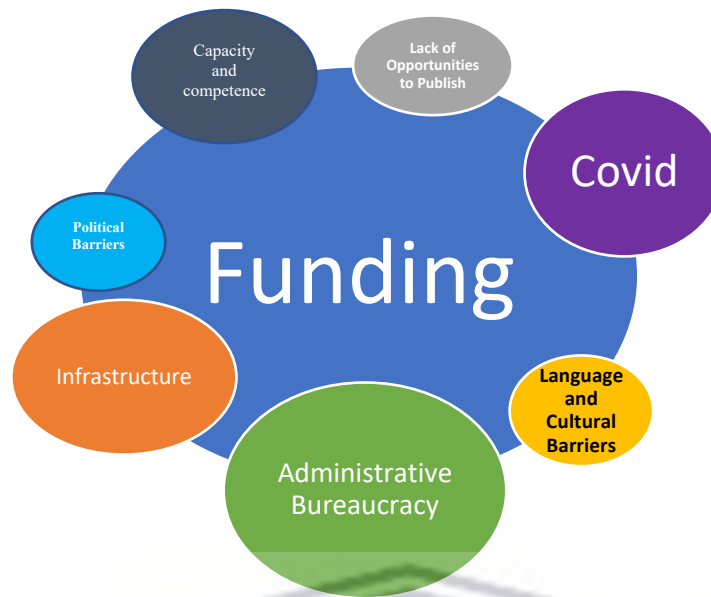 Capacity
and
competence
Lack of
Opportunities
to Publish
Covid
Political
Barriers
Funding
Infrastructure
Language
and
Cultural
Barriers
Administrative
Bureaucracy